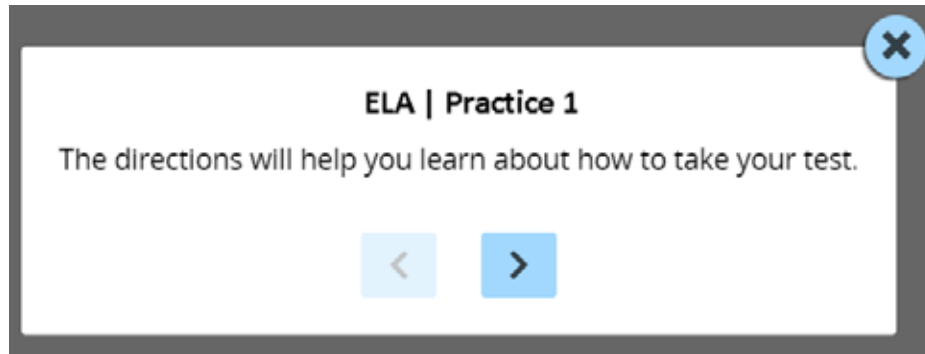 ELA | Practice 1
The directions will help you learn about how to take your test.